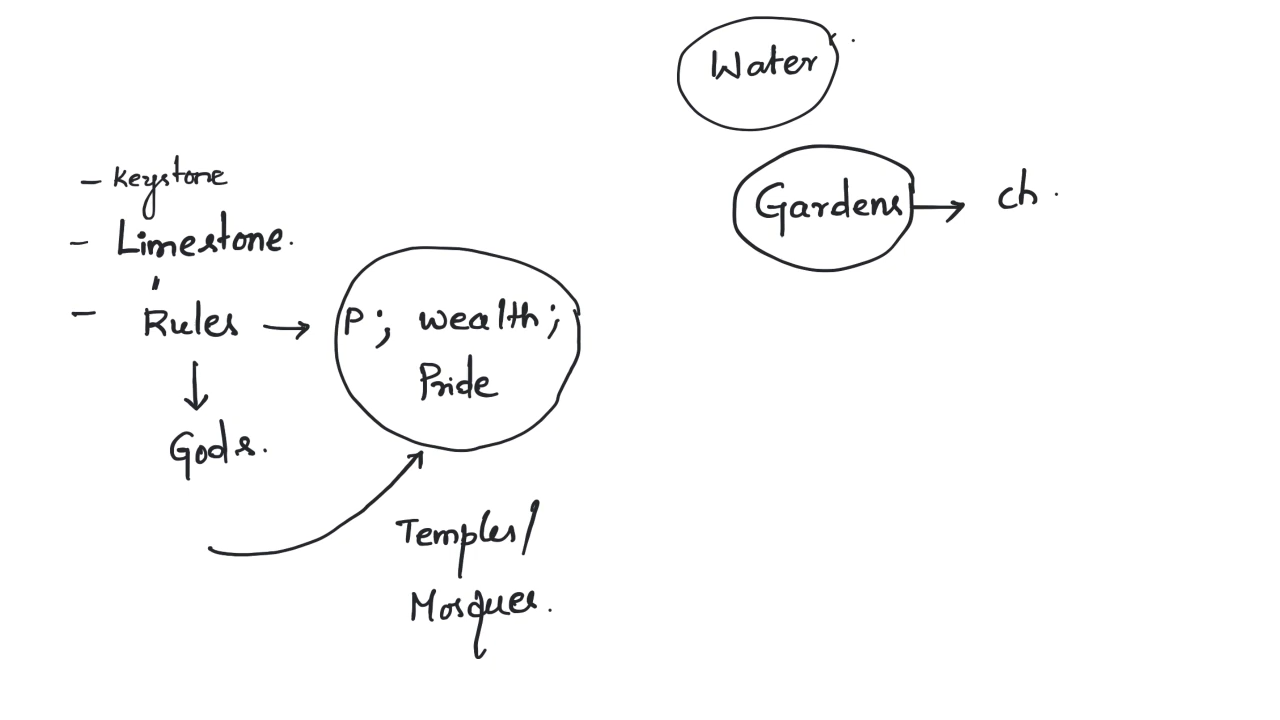 Water
Gardens → ch.
- Keystone
- Limestone.
- Rules → P; wealth;
Pride
↓
Gods.
Temples/
Mosques.